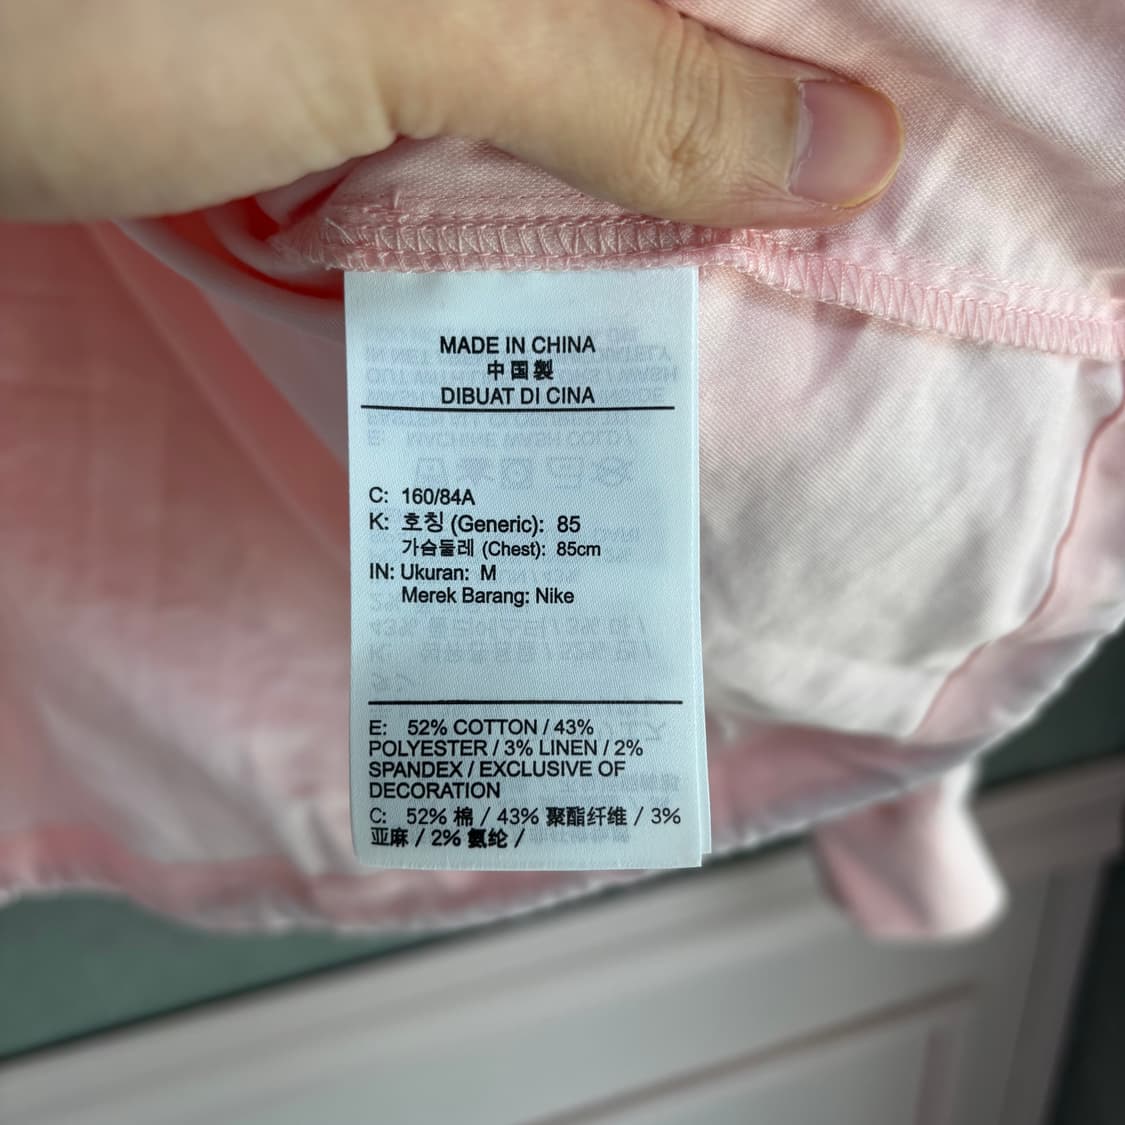 MADE IN CHINA
中国製
DIBUAT DI CINA
C: 160/84A
K: 호칭 (Generic): 85
가슴둘레 (Chest): 85cm
IN: Ukuran: M
Merek Barang: Nike
E: 52% COTTON / 43%
POLYESTER / 3% LINEN / 2%
SPANDEX / EXCLUSIVE OF
DECORATION
C: 52% 棉 / 43% 聚酯纤维 / 3%
亚麻 / 2% 氨纶 /